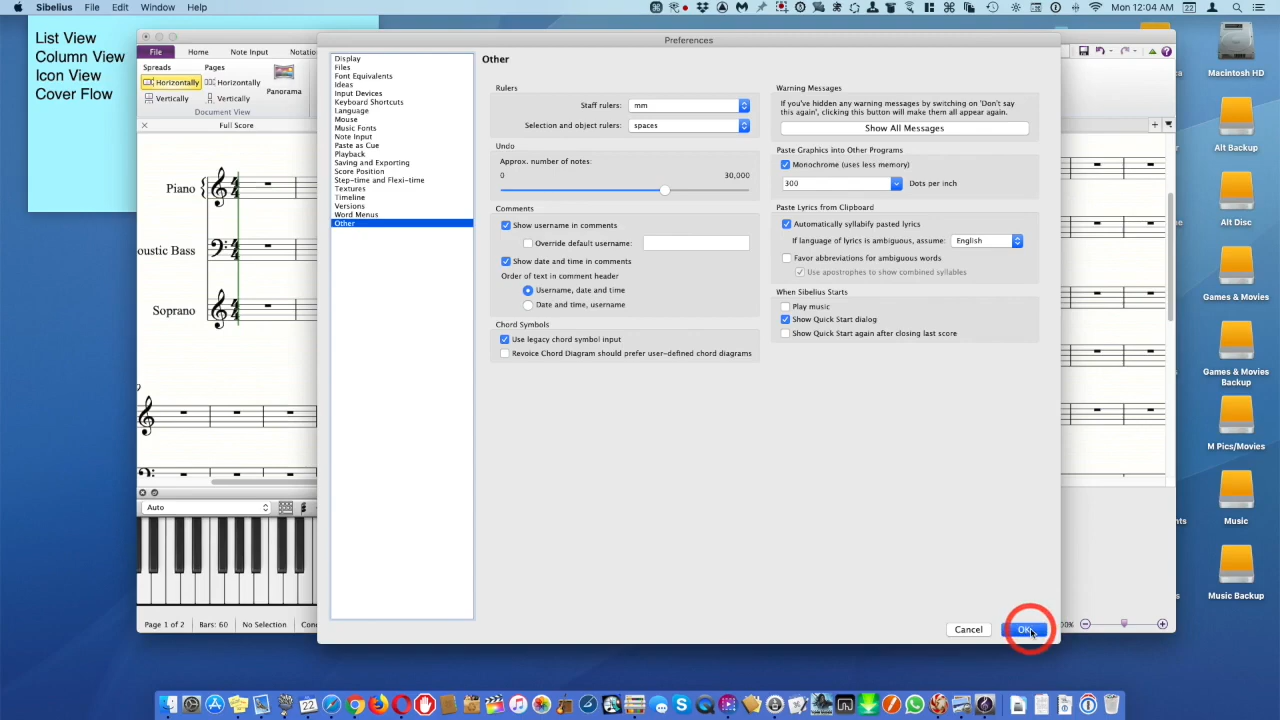 Sibelius File Edit Window Help
Mon 12:04 AM 22
List View
Column View
Icon View
Cover Flow
Preferences
File Home Note Input Notatio
Spreads Pages
Horizontally Horizontally
Vertically Vertically
Panorama
Document View
Full Score
Piano
oustic Bass
Soprano
Auto
Page 1 of 2 Bars: 60 No Selection Con
Display
Files
Font Equivalents
Ideas
Input Devices
Keyboard Shortcuts
Language
Mouse
Music Fonts
Note Input
Paste as Cue
Playback
Saving and Exporting
Score Position
Step-time and Flexi-time
Textures
Timeline
Versions
Word Menus
Other
Other
Rulers
Staff rulers: mm
Selection and object rulers: spaces
Undo
Approx. number of notes:
0 30,000
Comments
Show username in comments
Override default username:
Show date and time in comments
Order of text in comment header
Username, date and time
Date and time, username
Chord Symbols
Use legacy chord symbol input
Revoice Chord Diagram should prefer user-defined chord diagrams
Warning Messages
If you've hidden any warning messages by switching on 'Don't say
this again', clicking this button will make them all appear again.
Show All Messages
Paste Graphics into Other Programs
Monochrome (uses less memory)
300 Dots per inch
Paste Lyrics from Clipboard
Automatically syllabify pasted lyrics
If language of lyrics is ambiguous, assume: English
Favor abbreviations for ambiguous words
Use apostrophes to show combined syllables
When Sibelius Starts
Play music
Show Quick Start dialog
Show Quick Start again after closing last score
Cancel OK
Macintosh HD
Alt Backup
Alt Disc
Games & Movies
Games & Movies
Backup
M Pics/Movies
Music
Music Backup